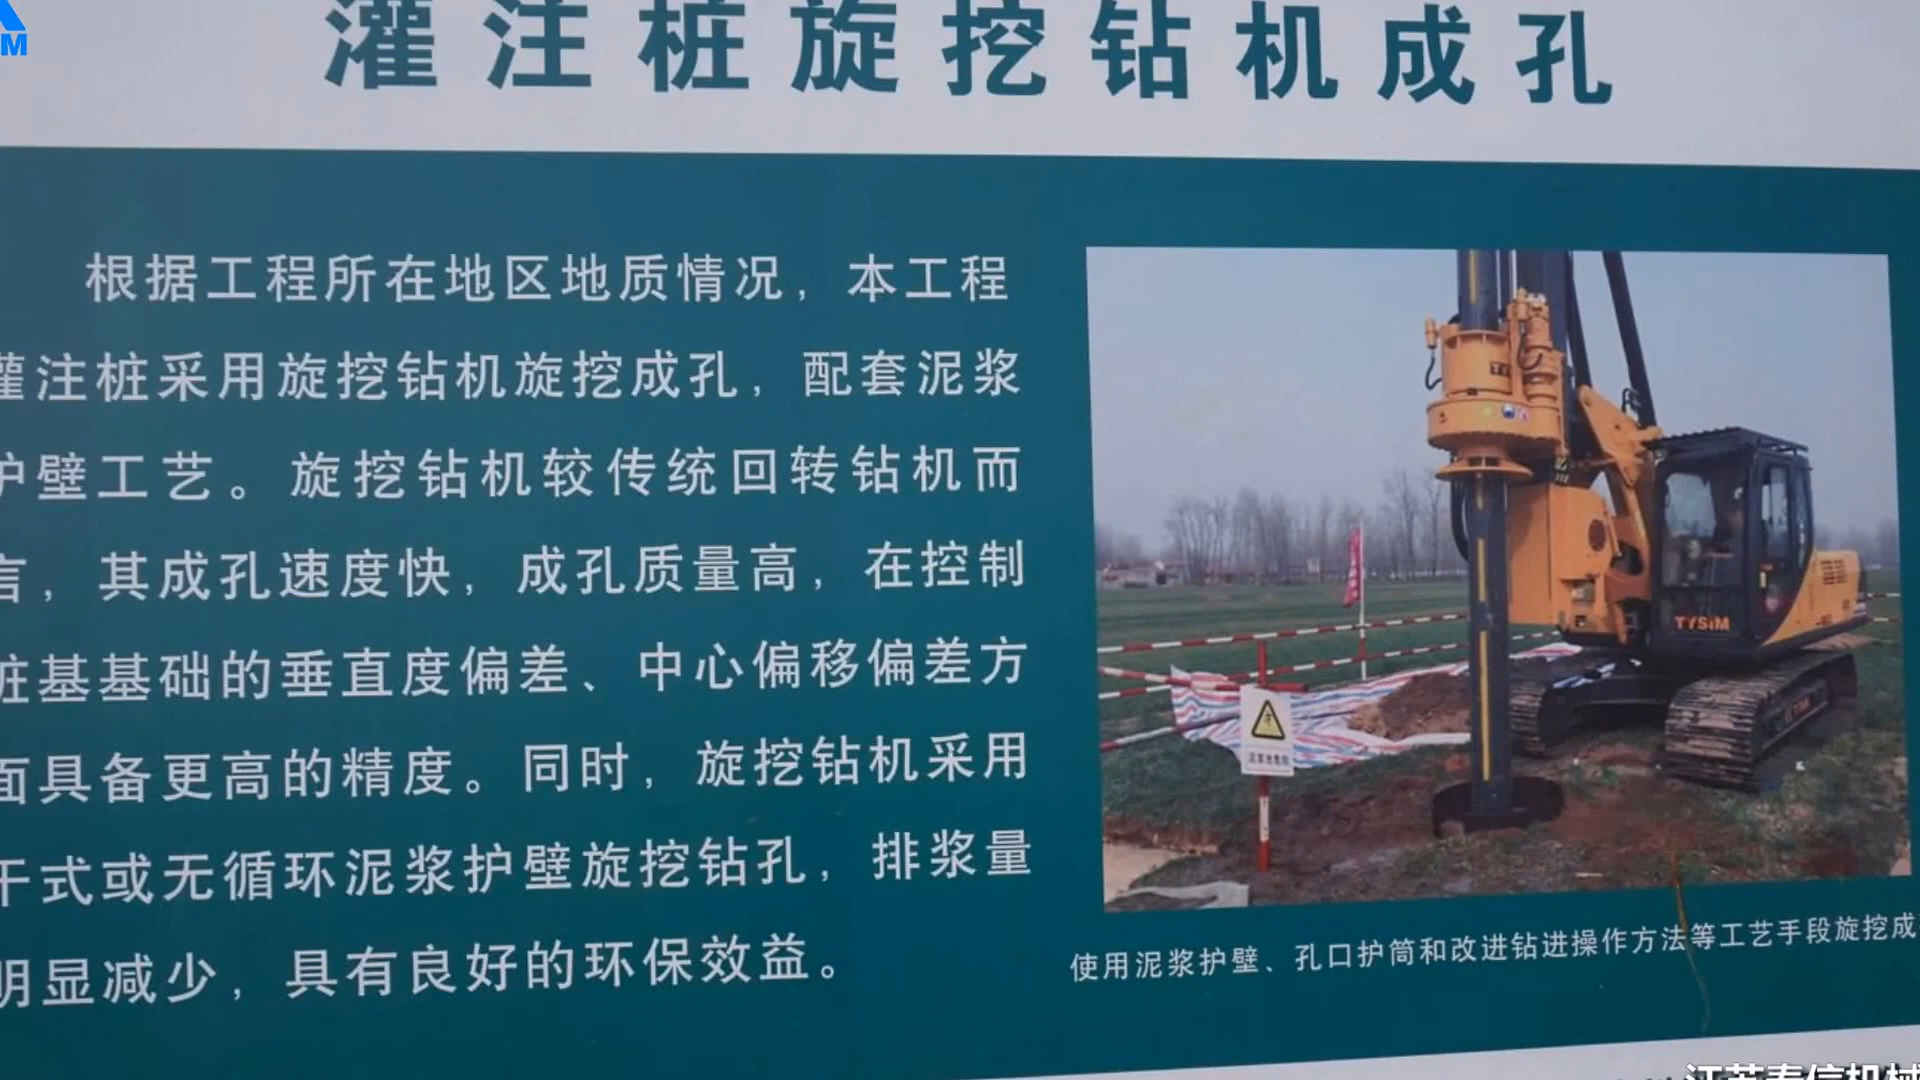 灌注桩旋挖钻机成孔
根据工程所在地区地质情况，本工程
灌注桩采用旋挖钻机旋挖成孔，配套泥浆
护壁工艺。旋挖钻机较传统回转钻机而
言，其成孔速度快，成孔质量高，在控制
桩基基础的垂直度偏差、中心偏移偏差方
面具备更高的精度。同时，旋挖钻机采用
干式或无循环泥浆护壁旋挖钻孔，排浆量
明显减少，具有良好的环保效益。
TYSIM
使用泥浆护壁、孔口护筒和改进钻进操作方法等工艺手段旋挖成
江苏泰信机械
M